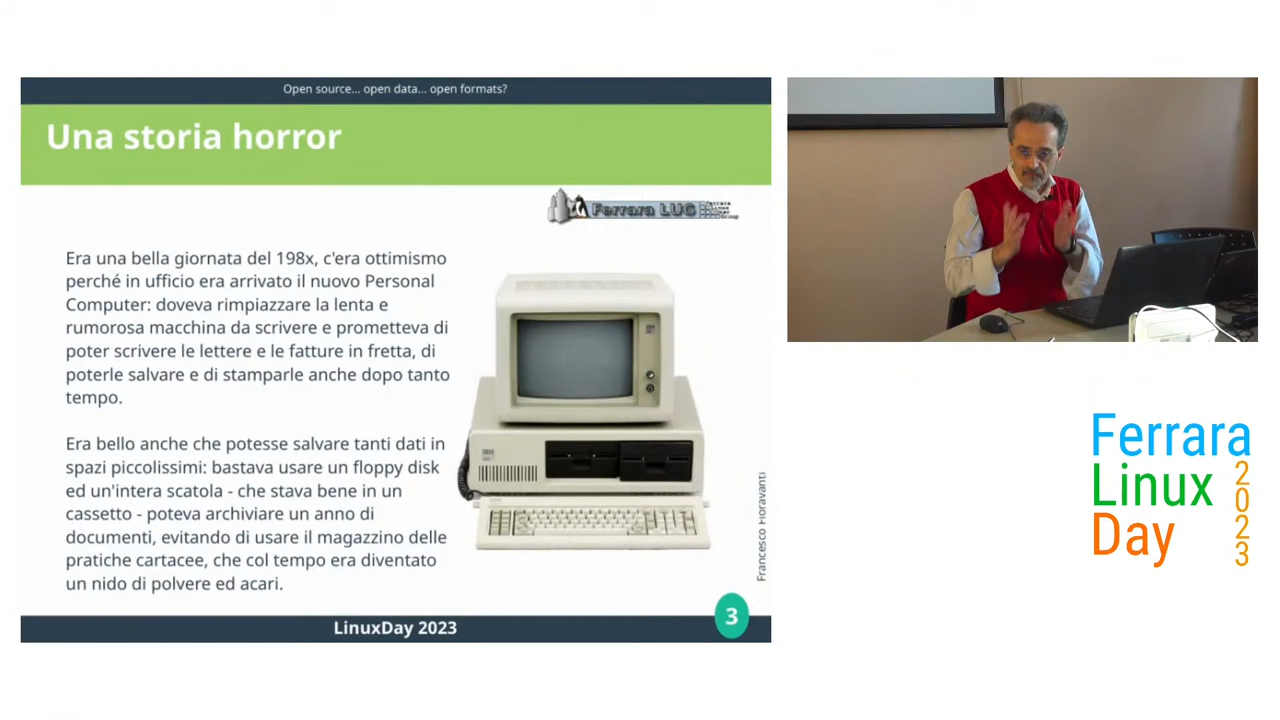 Open source... open data... open formats?
Una storia horror
Ferrara LUG
Ferrara
Linux
User
Group
Era una bella giornata del 198x, c'era ottimismo
perché in ufficio era arrivato il nuovo Personal
Computer: doveva rimpiazzare la lenta e
rumorosa macchina da scrivere e prometteva di
poter scrivere le lettere e le fatture in fretta, di
poterle salvare e di stamparle anche dopo tanto
tempo.
Era bello anche che potesse salvare tanti dati in
spazi piccolissimi: bastava usare un floppy disk
ed un'intera scatola - che stava bene in un
cassetto - poteva archiviare un anno di
documenti, evitando di usare il magazzino delle
pratiche cartacee, che col tempo era diventato
un nido di polvere ed acari.
IBM
Francesco Fioravanti
LinuxDay 2023
3
Ferrara
Linux
Day
2023